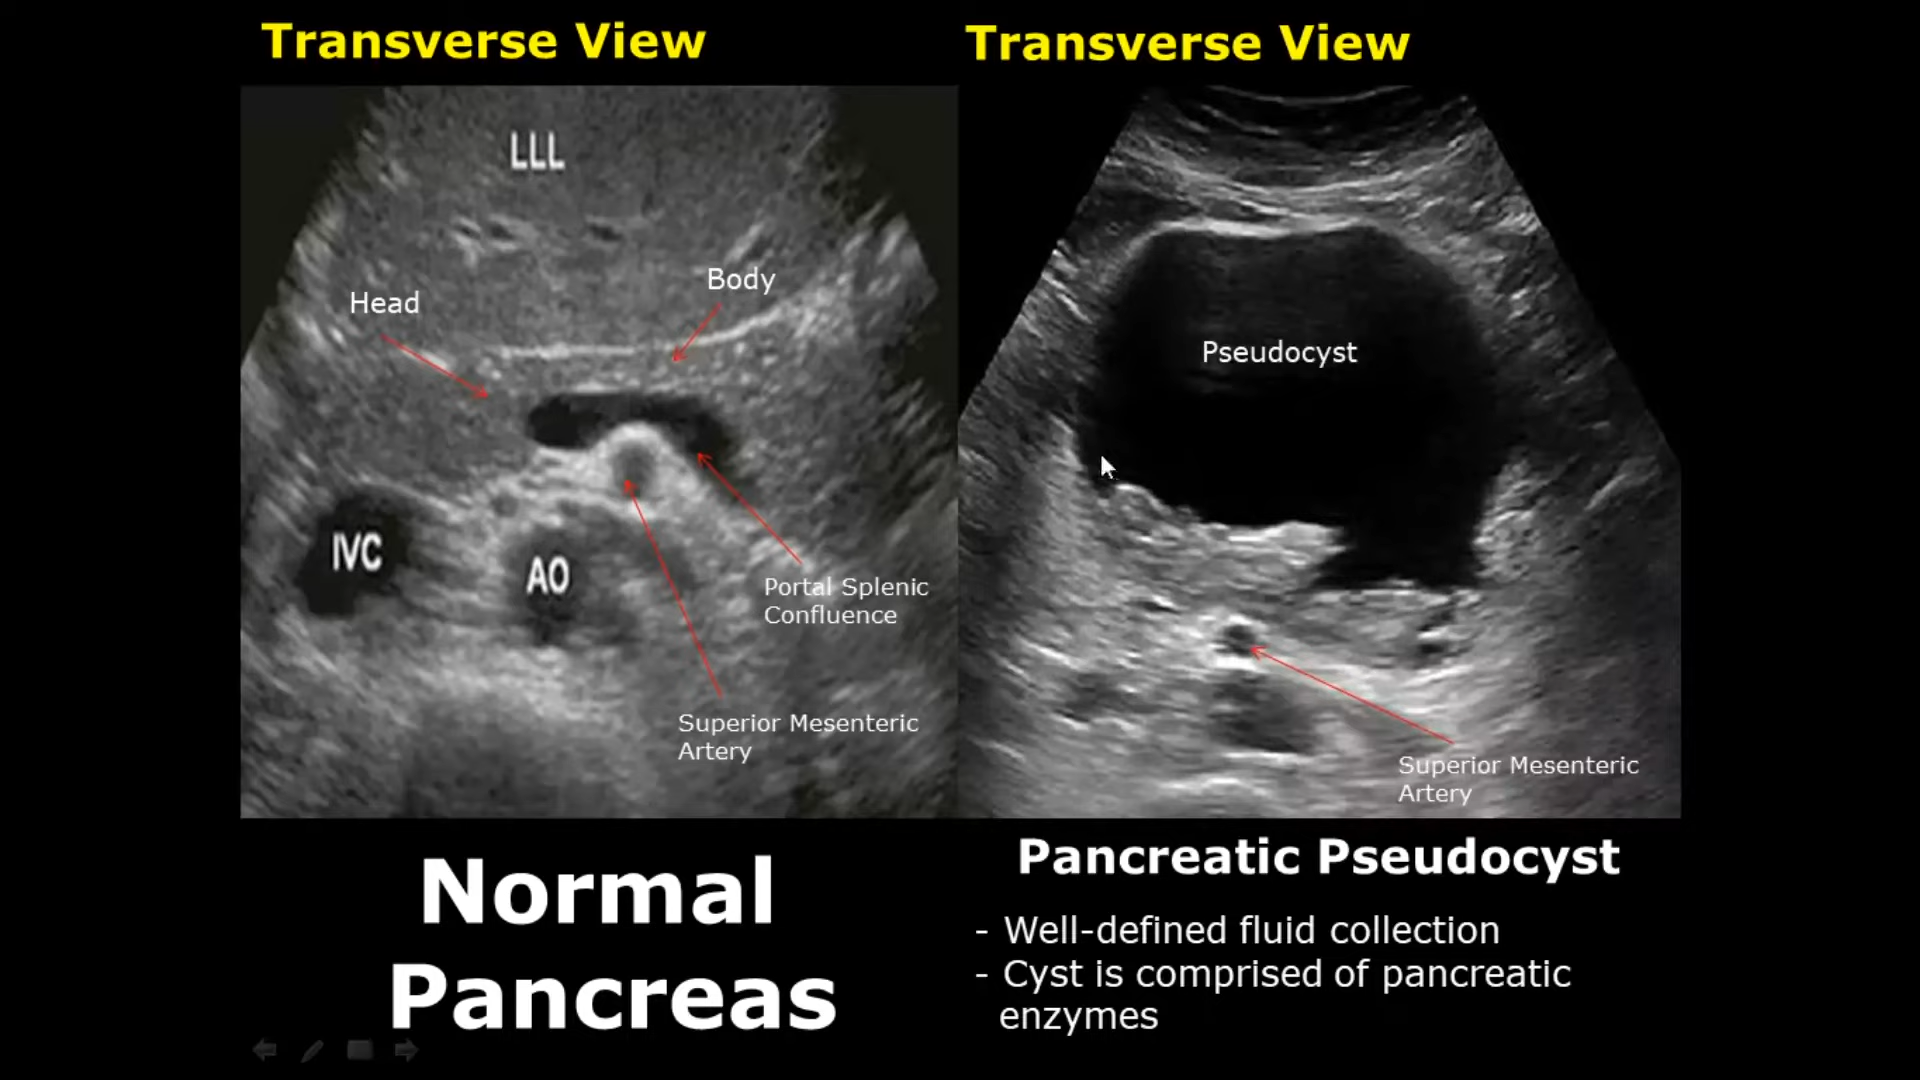 Transverse View
LLL
Head
Body
IVC
AO
Portal Splenic
Confluence
Superior Mesenteric
Artery
Normal
Pancreas
Transverse View
Pseudocyst
Superior Mesenteric
Artery
Pancreatic Pseudocyst
- Well-defined fluid collection
- Cyst is comprised of pancreatic
enzymes